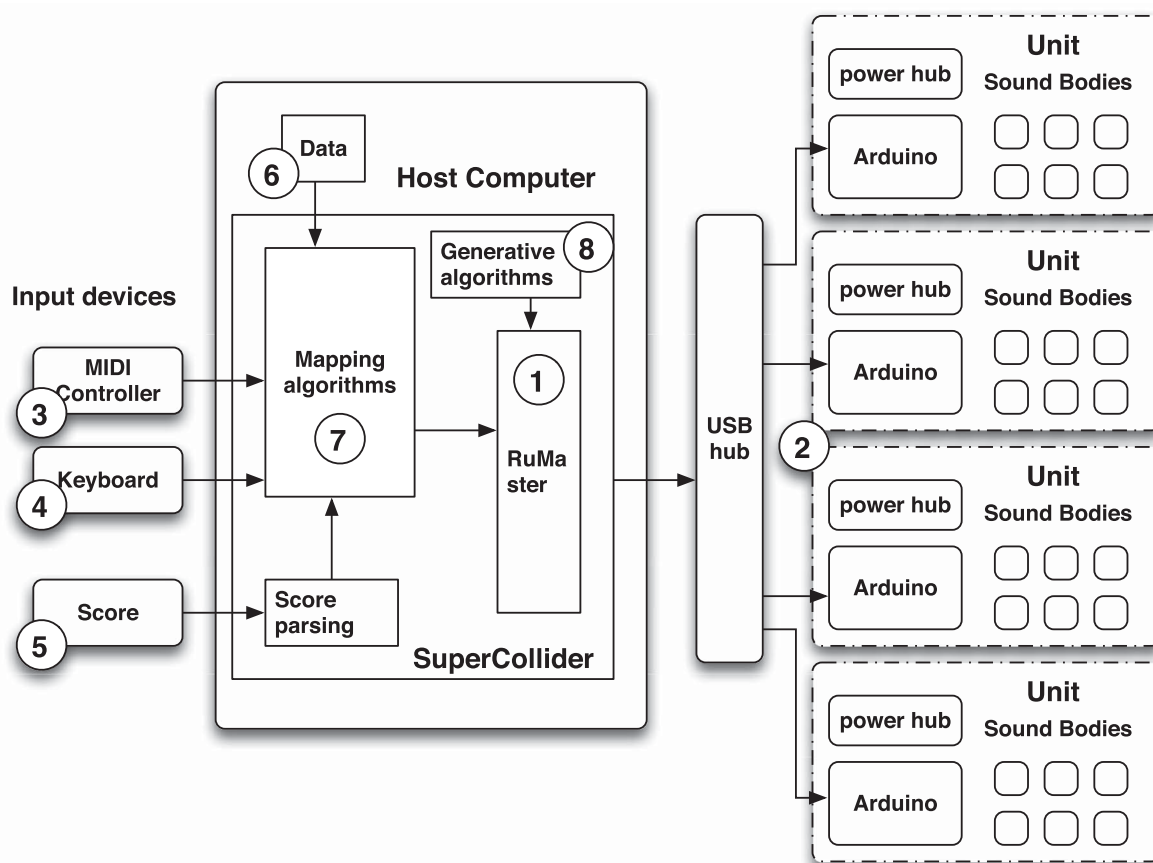 Input devices
MIDI
Controller
3
Keyboard
4
Score
5
Data
6
Host Computer
Generative
algorithms
8
Mapping
algorithms
7
1
RuMa
ster
Score
parsing
SuperCollider
USB
hub
2
Unit
power hub
Sound Bodies
Arduino
Unit
power hub
Sound Bodies
Arduino
Unit
power hub
Sound Bodies
Arduino
Unit
power hub
Sound Bodies
Arduino